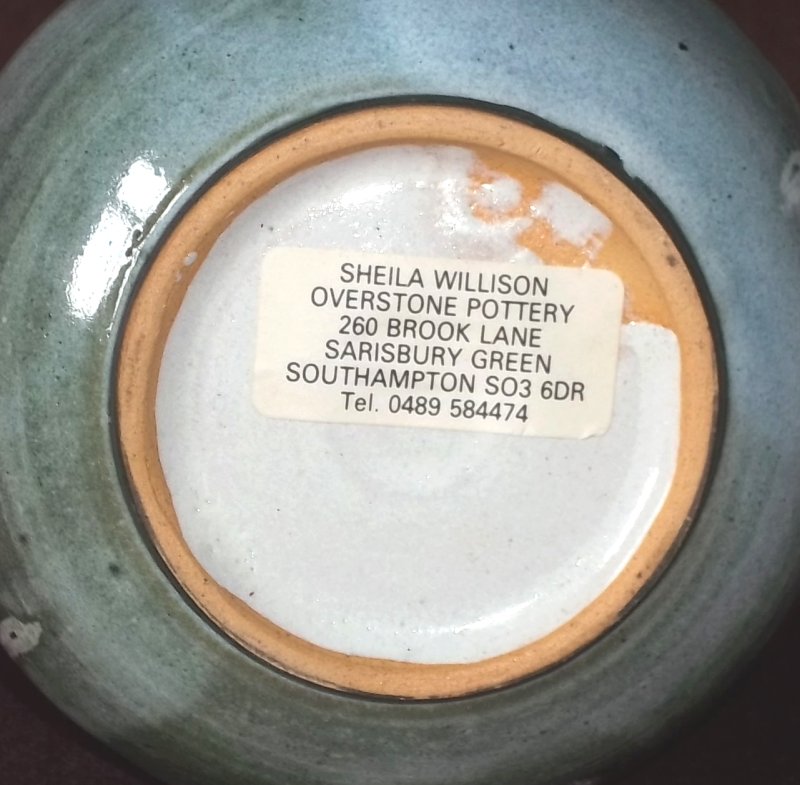 SHEILA WILLISON
OVERSTONE POTTERY
260 BROOK LANE
SARISBURY GREEN
SOUTHAMPTON SO3 6DR
Tel. 0489 584474